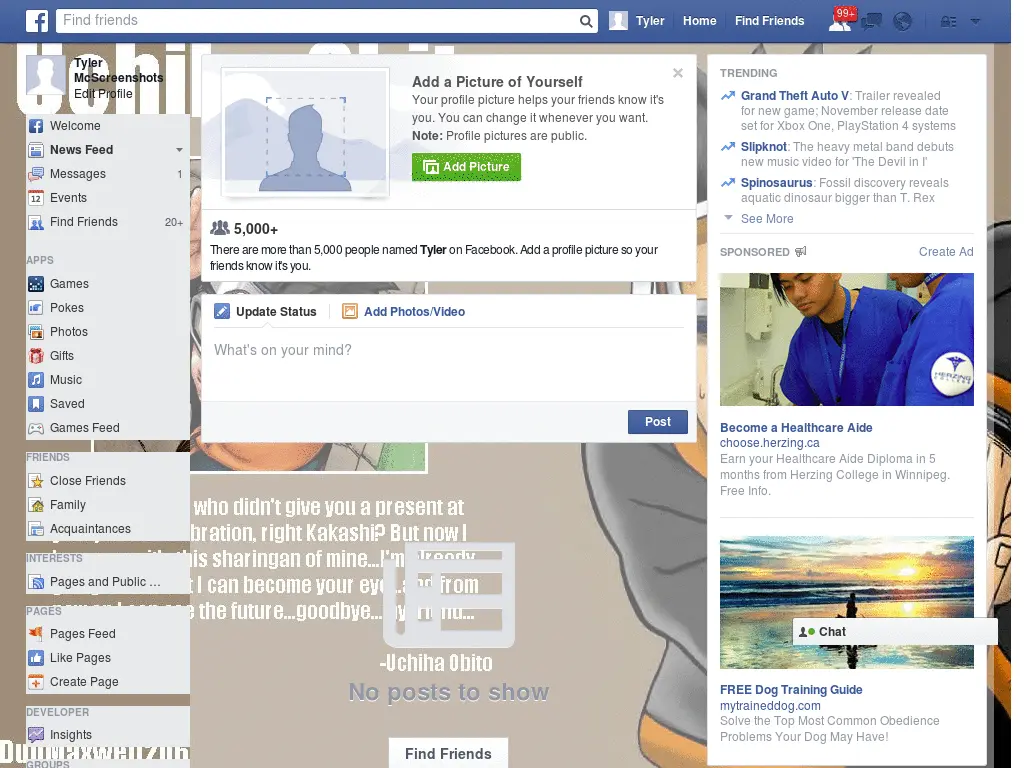 Uchiha
f
Find friends
Tyler
Home
Find Friends
99+
Tyler
McScreenshots
Edit Profile
Welcome
News Feed
Messages 1
12 Events
Find Friends 20+
APPS
Games
Pokes
Photos
Gifts
Music
Saved
Games Feed
FRIENDS
Close Friends
Family
Acquaintances
INTERESTS
Pages and Public ...
PAGES
Pages Feed
Like Pages
Create Page
DEVELOPER
Insights
GROUPS
Add a Picture of Yourself
Your profile picture helps your friends know it's
you. You can change it whenever you want.
Note: Profile pictures are public.
Add Picture
5,000+
There are more than 5,000 people named Tyler on Facebook. Add a profile picture so your
friends know it's you.
Update Status
Add Photos/Video
What's on your mind?
Post
who didn't give you a present at
bration, right Kakashi? But now I
this sharingan of mine...I'm already
I can become your eye...and from
the future...goodbye...
-Uchiha Obito
No posts to show
Find Friends
TRENDING
Grand Theft Auto V: Trailer revealed
for new game; November release date
set for Xbox One, PlayStation 4 systems
Slipknot: The heavy metal band debuts
new music video for 'The Devil in I'
Spinosaurus: Fossil discovery reveals
aquatic dinosaur bigger than T. Rex
See More
SPONSORED
Create Ad
HERZING
COLLEGE
Become a Healthcare Aide
choose.herzing.ca
Earn your Healthcare Aide Diploma in 5
months from Herzing College in Winnipeg.
Free Info.
Chat
FREE Dog Training Guide
mytraineddog.com
Solve the Top Most Common Obedience
Problems Your Dog May Have!